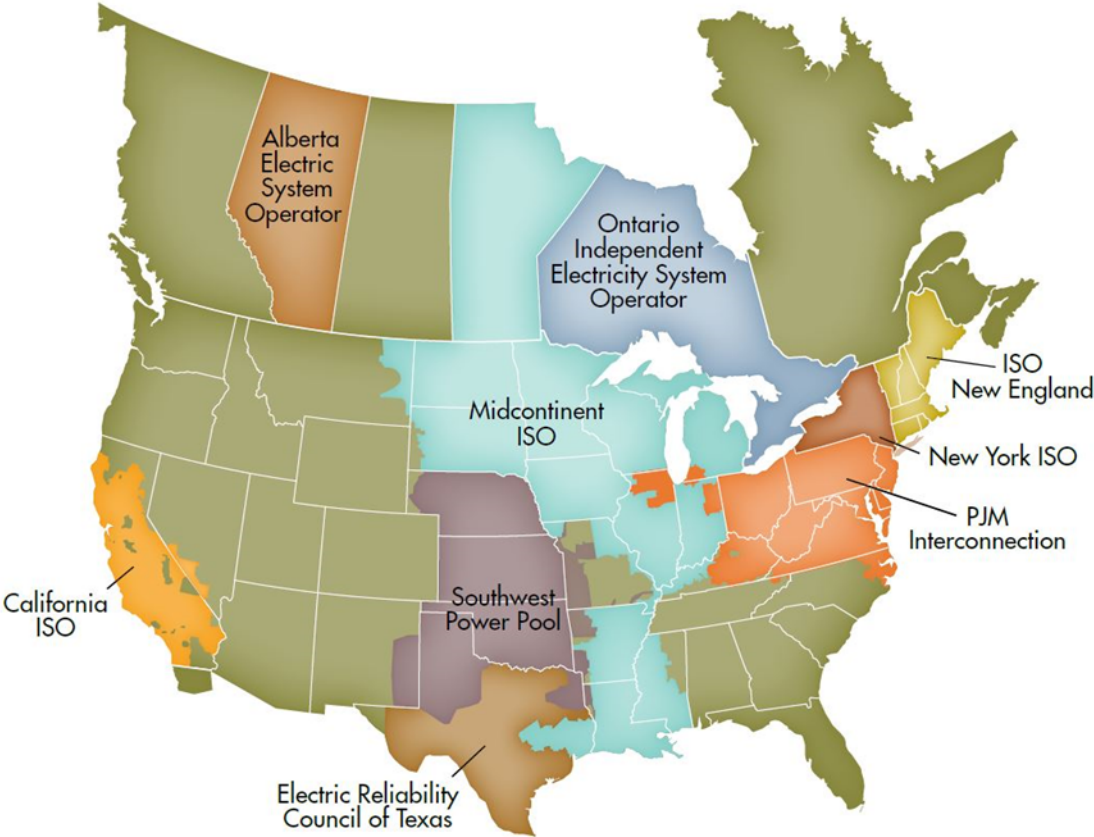 Alberta
Electric
System
Operator
Ontario
Independent
Electricity System
Operator
ISO
New England
Midcontinent
ISO
New York ISO
PJM
Interconnection
California
ISO
Southwest
Power Pool
Electric Reliability
Council of Texas